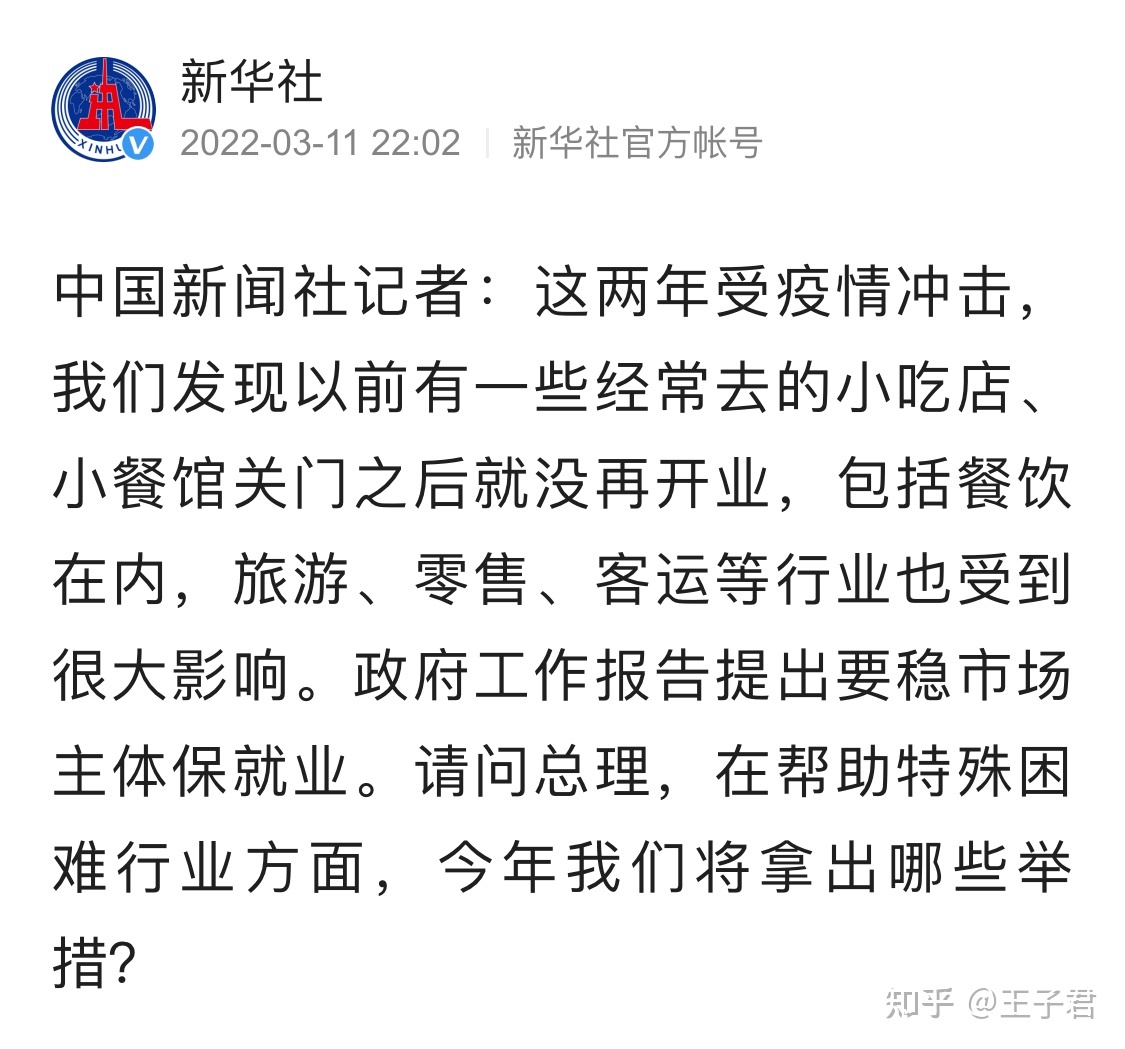 新华社
2022-03-11 22:02 新华社官方帐号
XINHU
V
中国新闻社记者：这两年受疫情冲击，
我们发现以前有一些经常去的小吃店、
小餐馆关门之后就没再开业，包括餐饮
在内，旅游、零售、客运等行业也受到
很大影响。政府工作报告提出要稳市场
主体保就业。请问总理，在帮助特殊困
难行业方面，今年我们将拿出哪些举
措？
知乎 @王子君